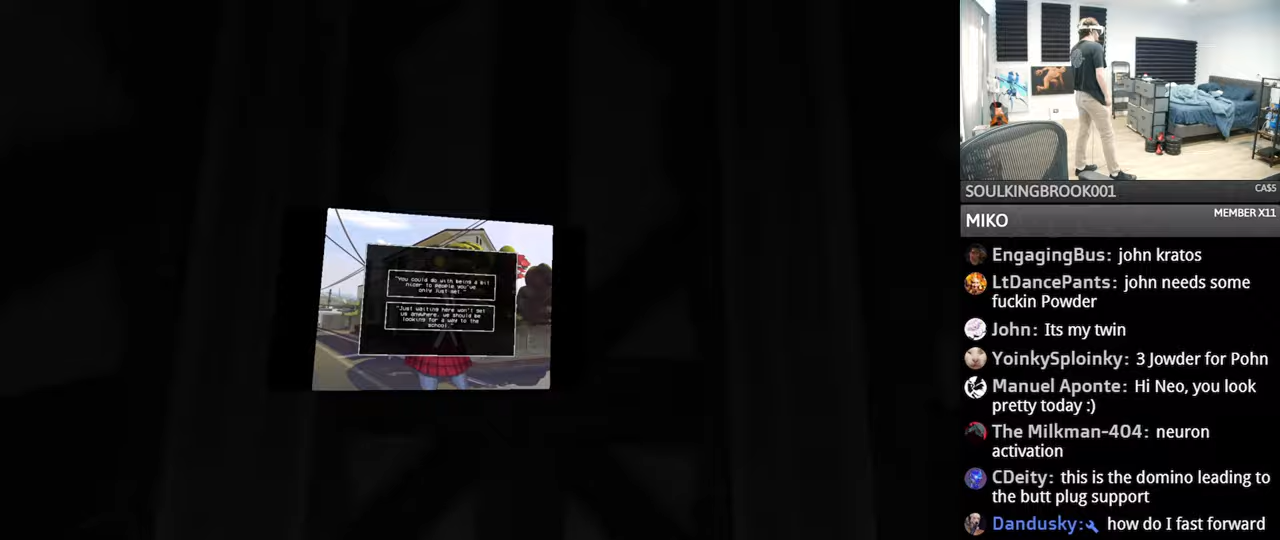 "You could do with being a bit
nicer to people you've
only just met."
"Just waiting here won't get
us anywhere, we should be
looking for a way to the
school."
SOULKINGBROOK001
CA$5
MIKO
MEMBER X11
EngagingBus: john kratos
LtDancePants: john needs some
fuckin Powder
John: Its my twin
YoinkySploinky: 3 Jowder for Pohn
Manuel Aponte: Hi Neo, you look
pretty today :)
The Milkman-404: neuron
activation
CDeity: this is the domino leading to
the butt plug support
Dandusky: how do I fast forward